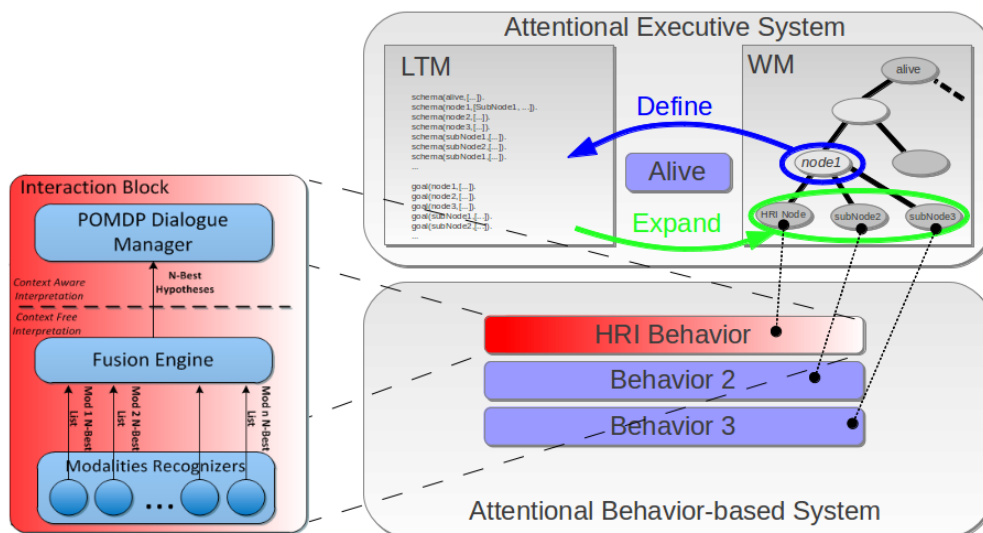 Attentional Executive System
LTM
schema(alive,[...]).
schema(node1,[SubNode1, ...]).
schema(node2,[...]).
schema(node3,[...]).
schema(subNode1,[...]).
schema(subNode2,[...]).
schema(subNode1,[...]).
...
goal(node1,[...]).
goal(node2,[...]).
goal(node3,[...]).
goal(subNode1,[...]).
goal(subNode2,[...]).
...
Define
Alive
Expand
WM
alive
node1
HRI Node
subNode2
subNode3
Interaction Block
POMDP Dialogue
Manager
N-Best
Hypotheses
Context Aware
Interpretation
Context Free
Interpretation
Fusion Engine
Mod 1 N-Best
List
Mod 2 N-Best
List
Mod n N-Best
List
Modalities Recognizers
...
HRI Behavior
Behavior 2
Behavior 3
Attentional Behavior-based System